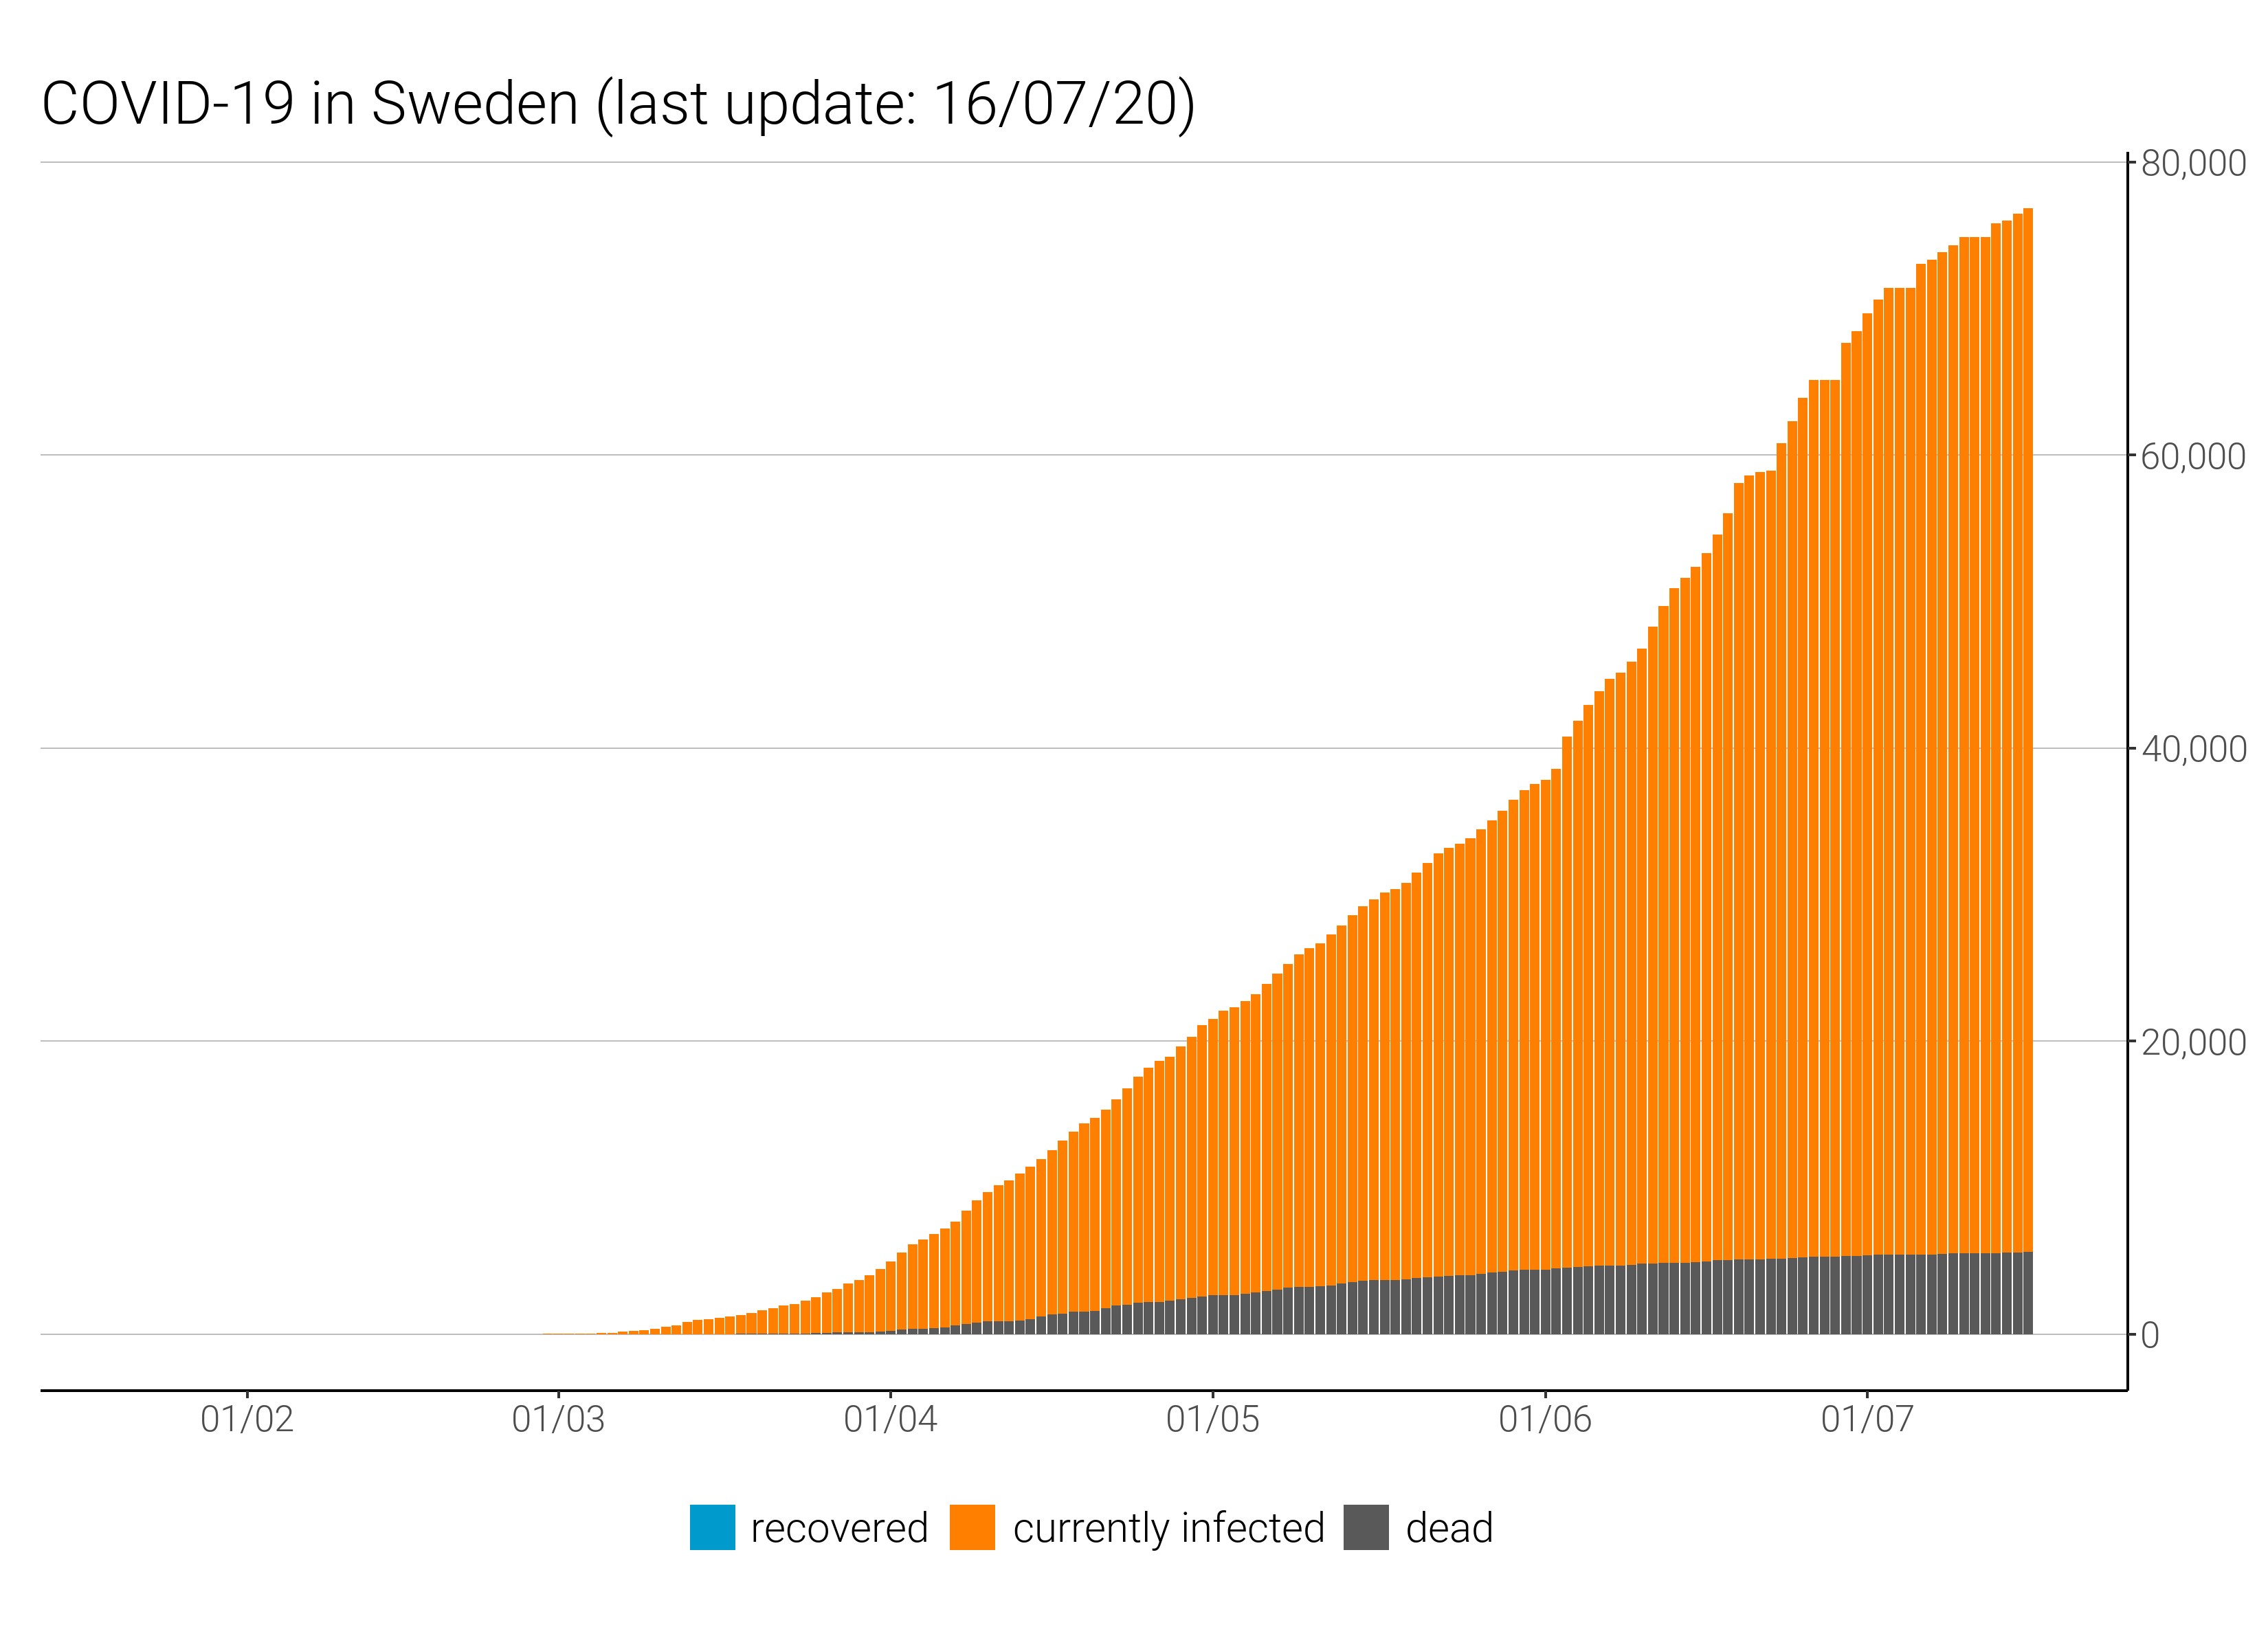 COVID-19 in Sweden (last update: 16/07/20)
80,000
60,000
40,000
20,000
0
01/02 01/03 01/04 01/05 01/06 01/07
recovered currently infected dead